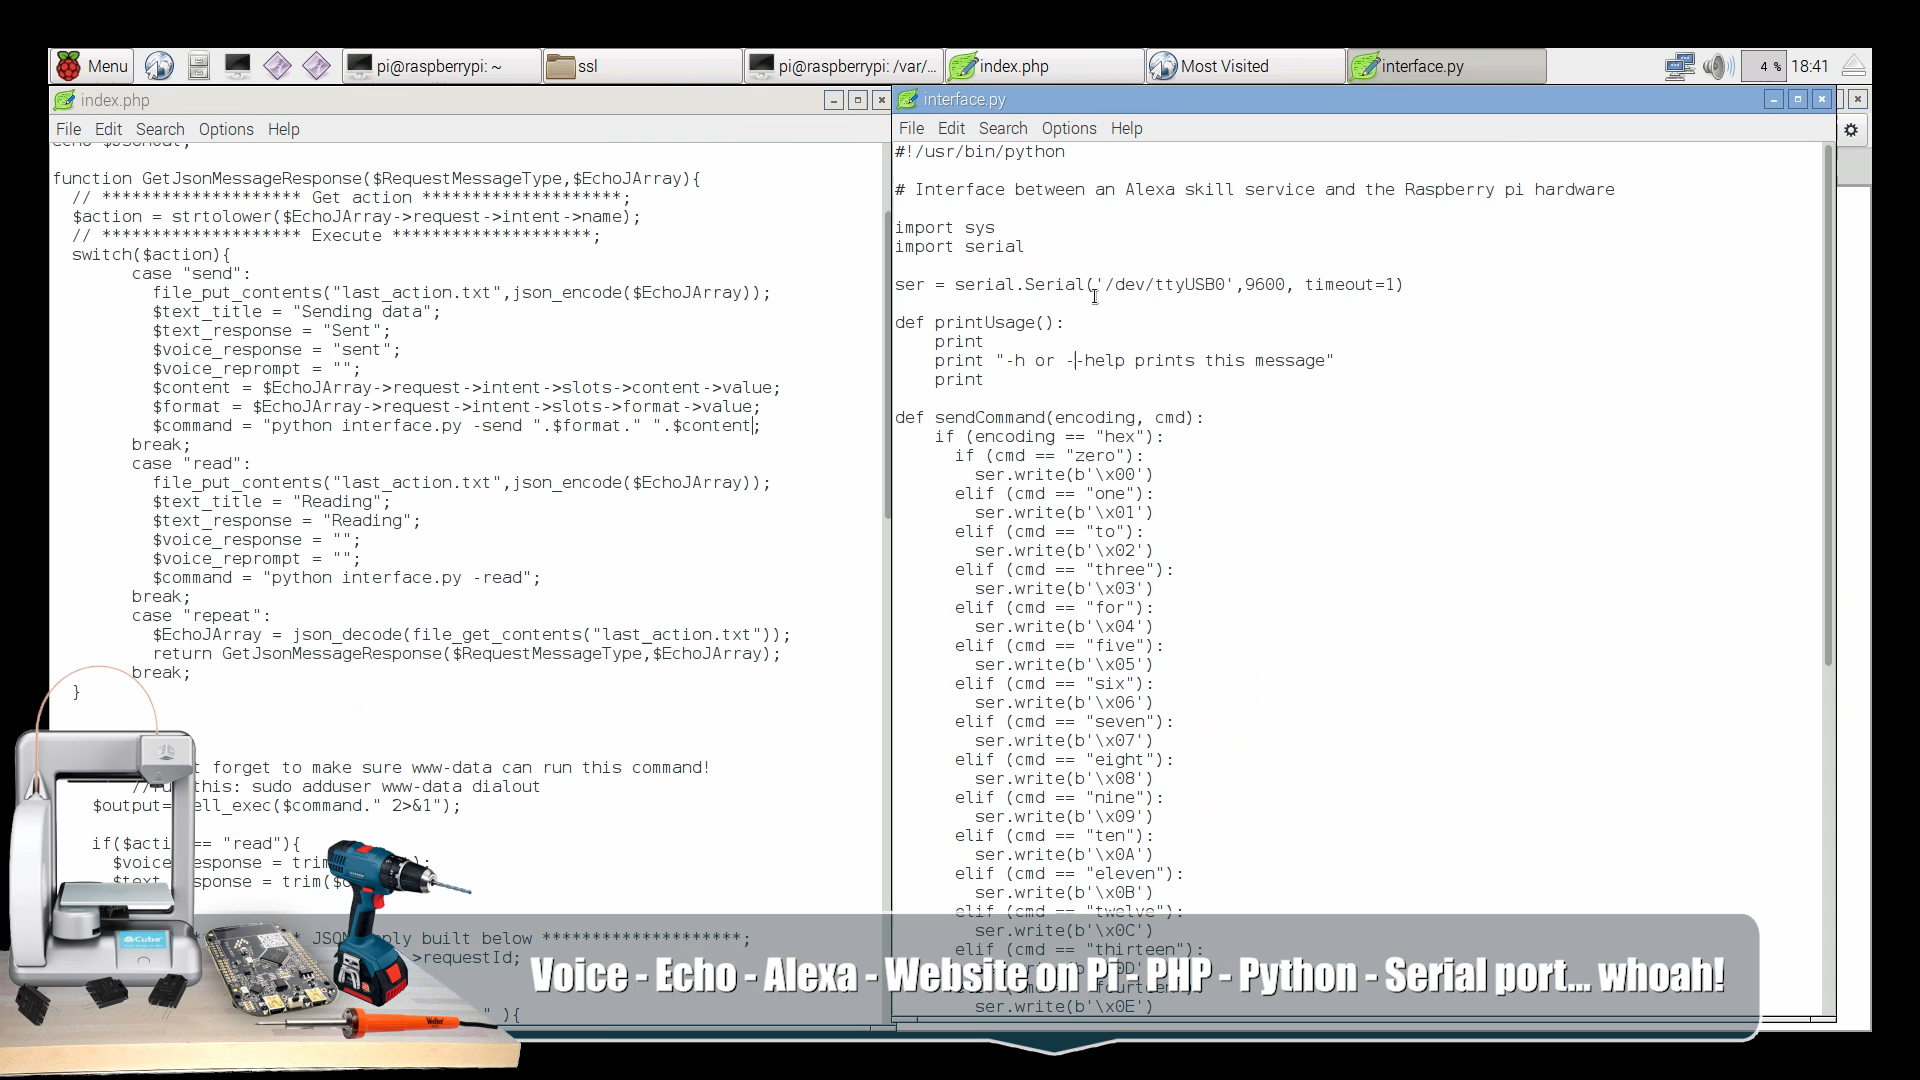 Menu
pi@raspberrypi: ~
ssl
pi@raspberrypi: /var/...
index.php
Most Visited
interface.py
4 %
18:41
index.php
File Edit Search Options Help
function GetJsonMessageResponse($RequestMessageType,$EchoJArray){
// ******************** Get action ********************;
$action = strtolower($EchoJArray->request->intent->name);
// ******************** Execute ********************;
switch($action){
case "send":
file_put_contents("last_action.txt",json_encode($EchoJArray));
$text_title = "Sending data";
$text_response = "Sent";
$voice_response = "sent";
$voice_reprompt = "";
$content = $EchoJArray->request->intent->slots->content->value;
$format = $EchoJArray->request->intent->slots->format->value;
$command = "python interface.py -send ".$format." ".$content;
break;
case "read":
file_put_contents("last_action.txt",json_encode($EchoJArray));
$text_title = "Reading";
$text_response = "Reading";
$voice_response = "";
$voice_reprompt = "";
$command = "python interface.py -read";
break;
case "repeat":
$EchoJArray = json_decode(file_get_contents("last_action.txt"));
return GetJsonMessageResponse($RequestMessageType,$EchoJArray);
break;
}
forget to make sure www-data can run this command!
this: sudo adduser www-data dialout
$output= ell_exec($command." 2>&1");
if($acti == "read"){
$voic esponse = trim
$text sponse = trim($
JSON ply built below ********************;
>requestId;
" ){
interface.py
File Edit Search Options Help
#!/usr/bin/python
# Interface between an Alexa skill service and the Raspberry pi hardware
import sys
import serial
ser = serial.Serial('/dev/ttyUSB0',9600, timeout=1)
def printUsage():
print
print "-h or --help prints this message"
print
def sendCommand(encoding, cmd):
if (encoding == "hex"):
if (cmd == "zero"):
ser.write(b'\x00')
elif (cmd == "one"):
ser.write(b'\x01')
elif (cmd == "to"):
ser.write(b'\x02')
elif (cmd == "three"):
ser.write(b'\x03')
elif (cmd == "for"):
ser.write(b'\x04')
elif (cmd == "five"):
ser.write(b'\x05')
elif (cmd == "six"):
ser.write(b'\x06')
elif (cmd == "seven"):
ser.write(b'\x07')
elif (cmd == "eight"):
ser.write(b'\x08')
elif (cmd == "nine"):
ser.write(b'\x09')
elif (cmd == "ten"):
ser.write(b'\x0A')
elif (cmd == "eleven"):
ser.write(b'\x0B')
elif (cmd == "twelve"):
ser.write(b'\x0C')
elif (cmd == "thirteen"):
ser.write(b'\x0E')
Cube
Weller
Voice - Echo - Alexa - Website on Pi - PHP - Python - Serial port... whoah!